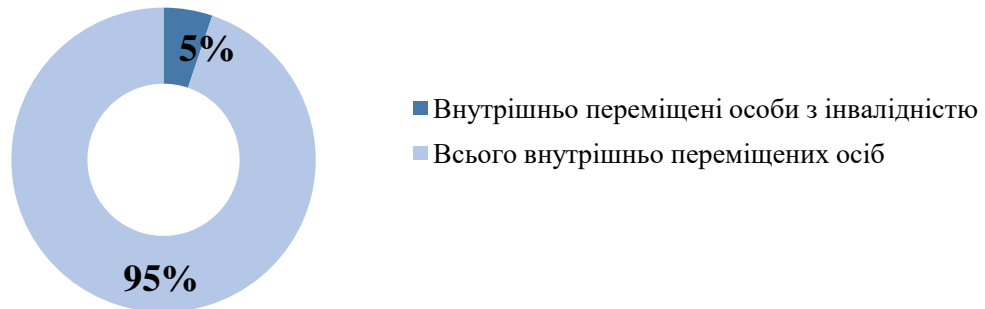 5%
Внутрішньо переміщені особи з інвалідністю
Всього внутрішньо переміщених осіб
95%